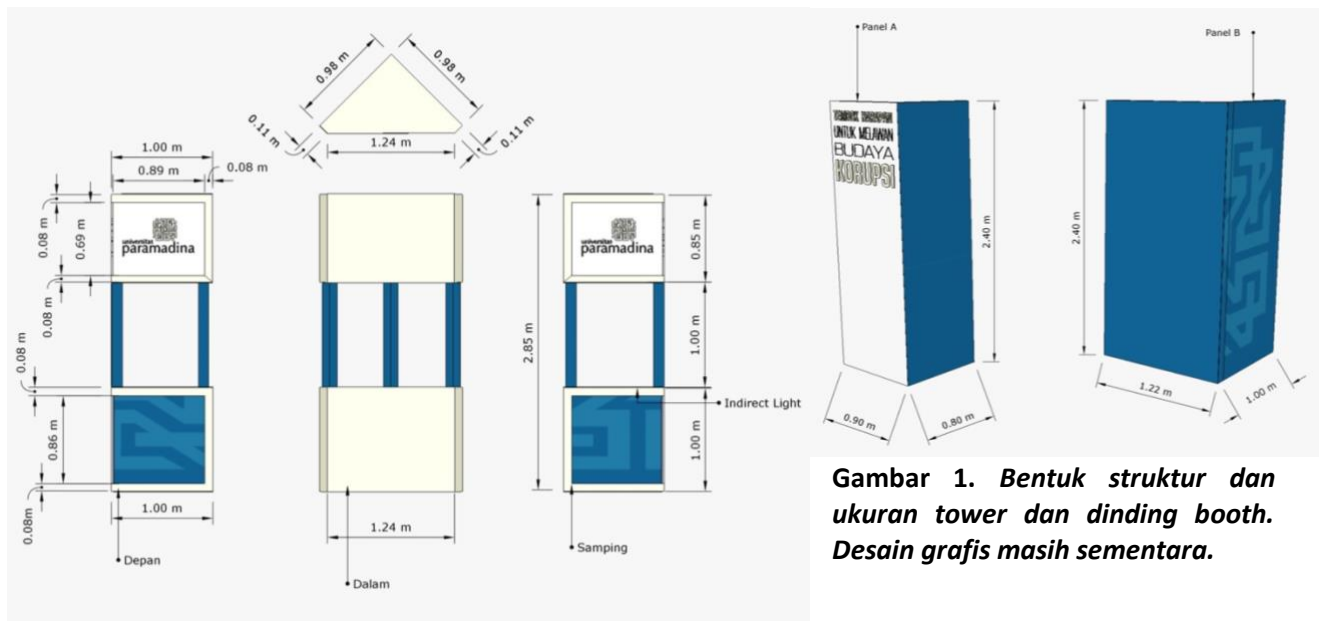 0.98 m
0.98 m
0.11 m
1.24 m
0.11 m
1.00 m
0.89 m
0.08 m
0.08 m
0.69 m
0.08 m
0.08 m
0.86 m
0.08m
1.00 m
Depan
universitas
paramadina
1.24 m
Dalam
universitas
paramadina
2.85 m
0.85 m
1.00 m
Indirect Light
1.00 m
Samping
Panel A
UNTUK MELAWAN
BUDAYA
KORUPSI
2.40 m
0.90 m
0.80 m
Panel B
2.40 m
1.22 m
1.00 m
Gambar 1. Bentuk struktur dan
ukuran tower dan dinding booth.
Desain grafis masih sementara.